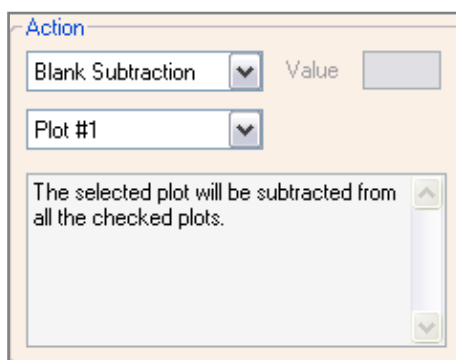 Action
Blank Subtraction
Value
Plot #1
The selected plot will be subtracted from
all the checked plots.